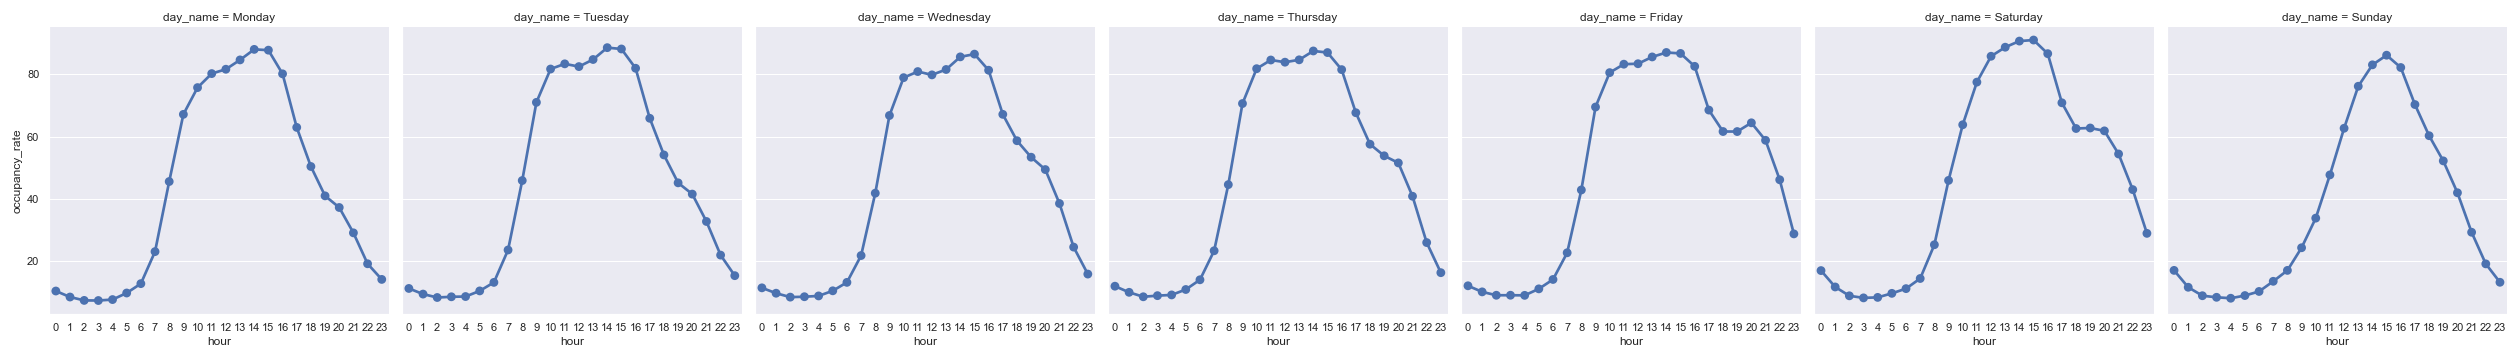 day_name = Monday
day_name = Tuesday
day_name = Wednesday
day_name = Thursday
day_name = Friday
day_name = Saturday
day_name = Sunday
occupancy_rate
80
60
40
20
0 1 2 3 4 5 6 7 8 9 10 11 12 13 14 15 16 17 18 19 20 21 22 23
0 1 2 3 4 5 6 7 8 9 10 11 12 13 14 15 16 17 18 19 20 21 22 23
0 1 2 3 4 5 6 7 8 9 10 11 12 13 14 15 16 17 18 19 20 21 22 23
0 1 2 3 4 5 6 7 8 9 10 11 12 13 14 15 16 17 18 19 20 21 22 23
0 1 2 3 4 5 6 7 8 9 10 11 12 13 14 15 16 17 18 19 20 21 22 23
0 1 2 3 4 5 6 7 8 9 10 11 12 13 14 15 16 17 18 19 20 21 22 23
0 1 2 3 4 5 6 7 8 9 10 11 12 13 14 15 16 17 18 19 20 21 22 23
hour
hour
hour
hour
hour
hour
hour